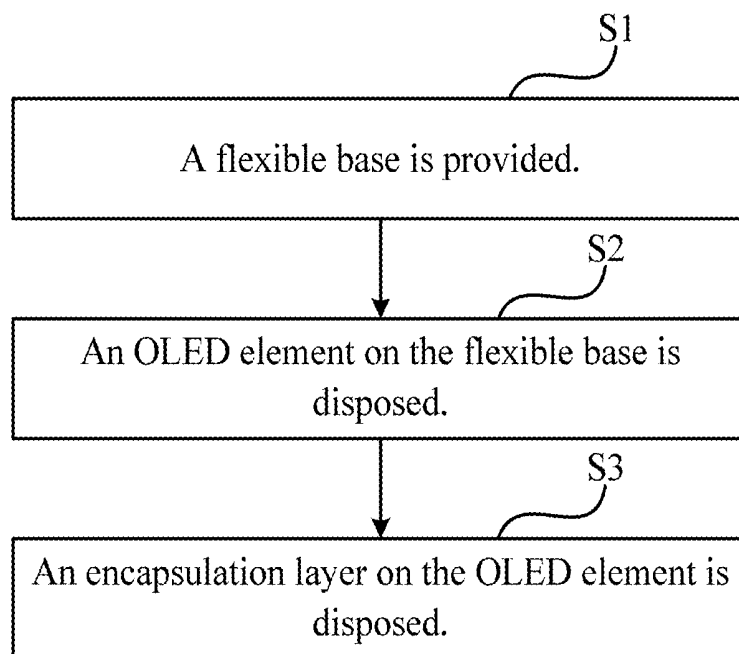 S1
A flexible base is provided.
S2
An OLED element on the flexible base is
disposed.
S3
An encapsulation layer on the OLED element is
disposed.